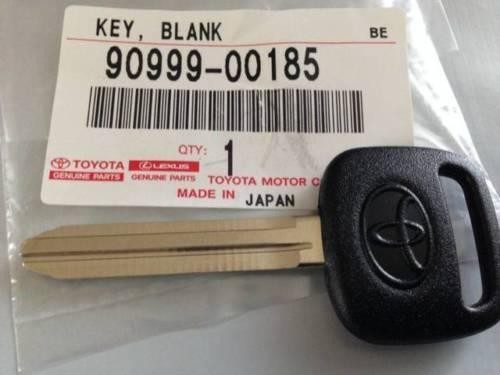 KEY, BLANK BE
90999-00185
QTY: 1
TOYOTA LEXUS
GENUINE PARTS GENUINE PARTS TOYOTA MOTOR C
MADE IN JAPAN